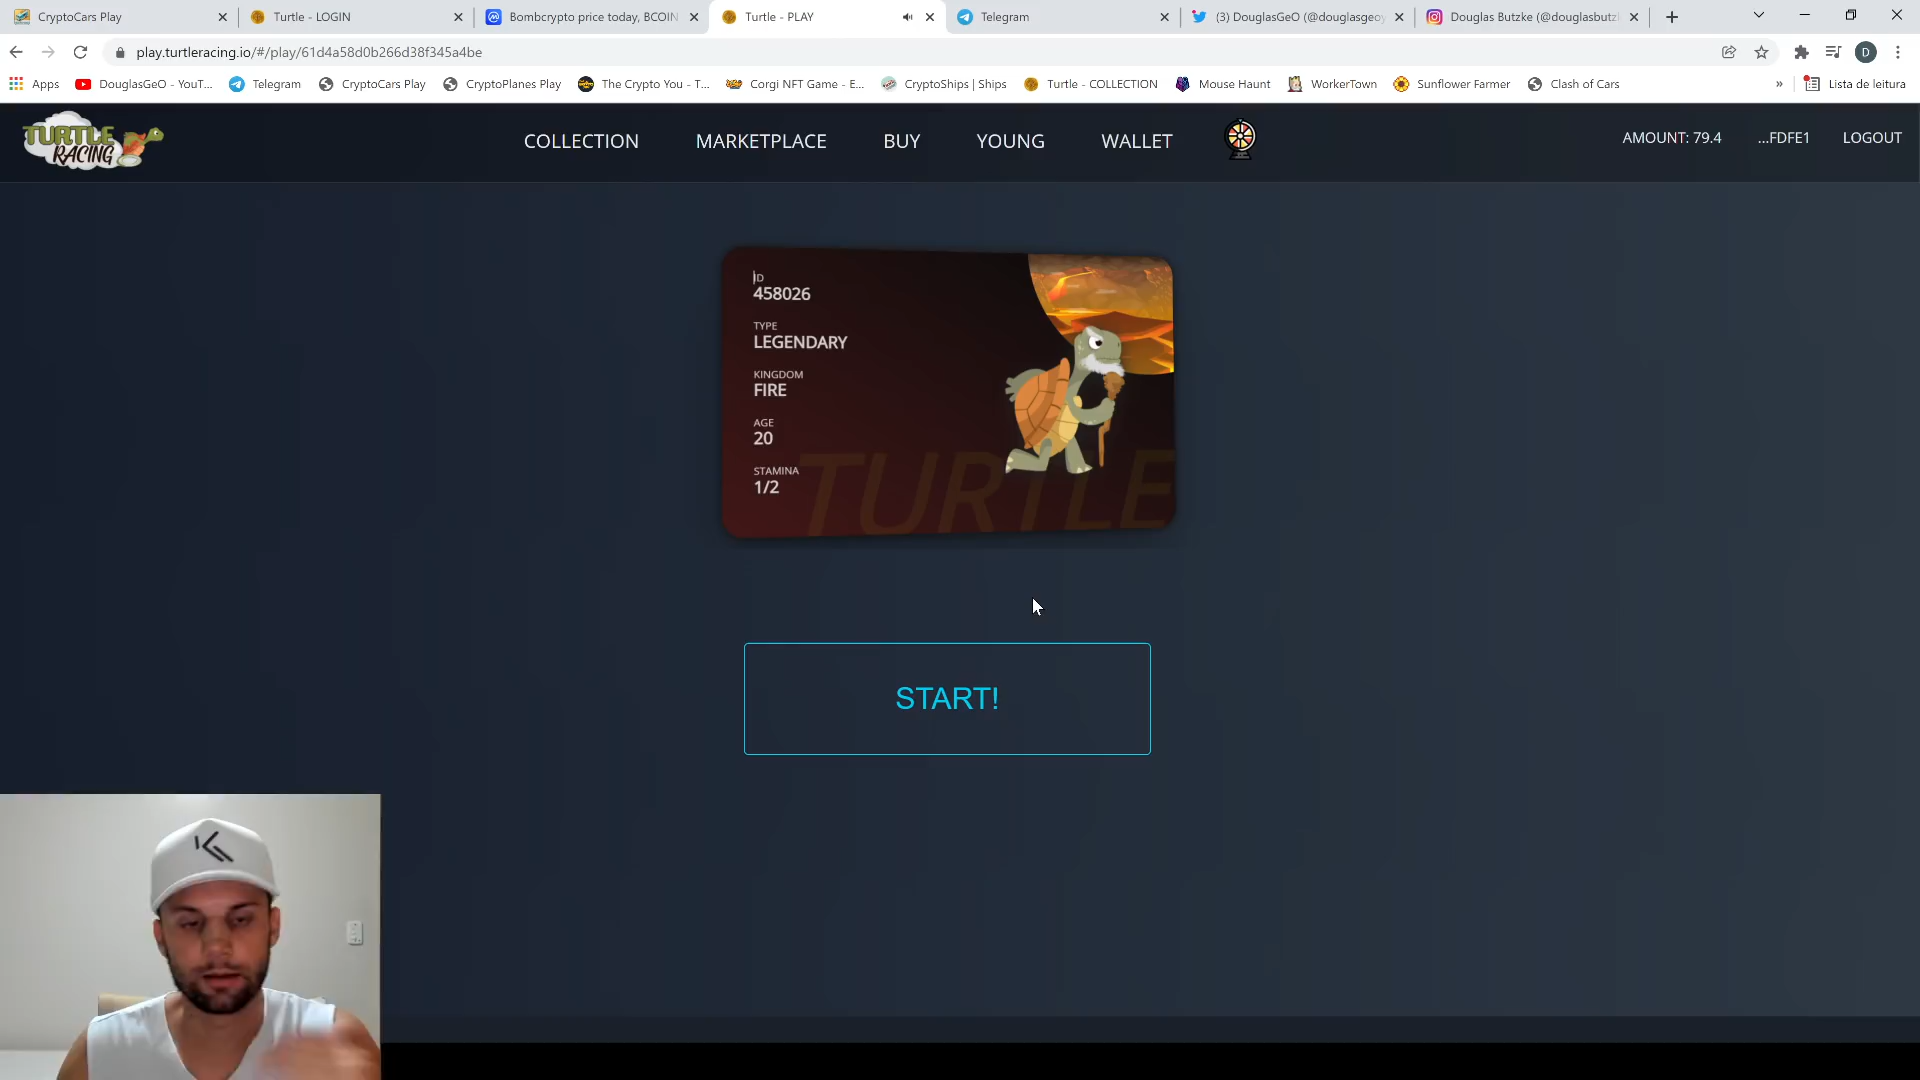 CryptoCars Play
Turtle - LOGIN
Bombcrypto price today, BCOIN
Turtle - PLAY
Telegram
(3) DouglasGeO (@douglasgeoy
Douglas Butzke (@douglasbutz
play.turtleracing.io/#/play/61d4a58d0b266d38f345a4be
D
Apps
DouglasGeO - YouT...
Telegram
CryptoCars Play
CryptoPlanes Play
The Crypto You - T...
Corgi NFT Game - E...
CryptoShips | Ships
Turtle - COLLECTION
Mouse Haunt
WorkerTown
Sunflower Farmer
Clash of Cars
»
Lista de leitura
TURTLE
RACING
COLLECTION
MARKETPLACE
BUY
YOUNG
WALLET
AMOUNT: 79.4
...FDFE1
LOGOUT
ID
458026
TYPE
LEGENDARY
KINGDOM
FIRE
AGE
20
STAMINA
1/2
TURTLE
START!